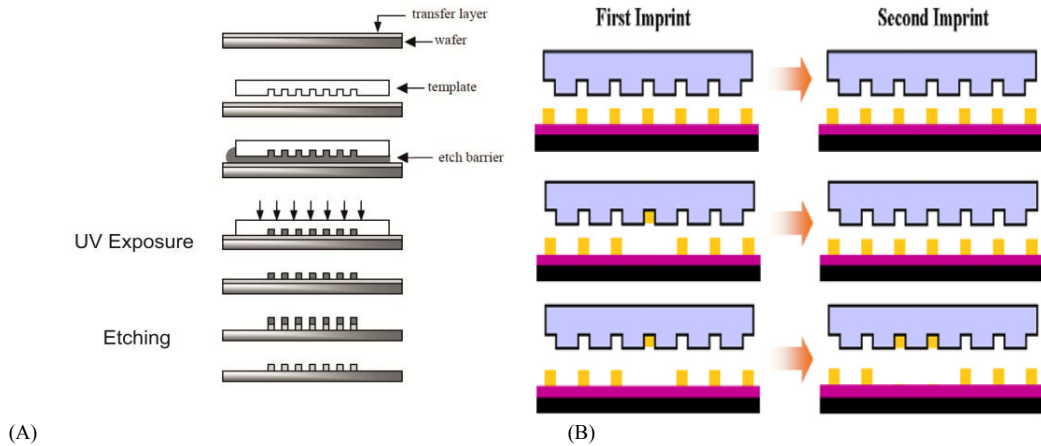 transfer layer
wafer
template
etch barrier
UV Exposure
Etching
(A)
First Imprint
Second Imprint
(B)